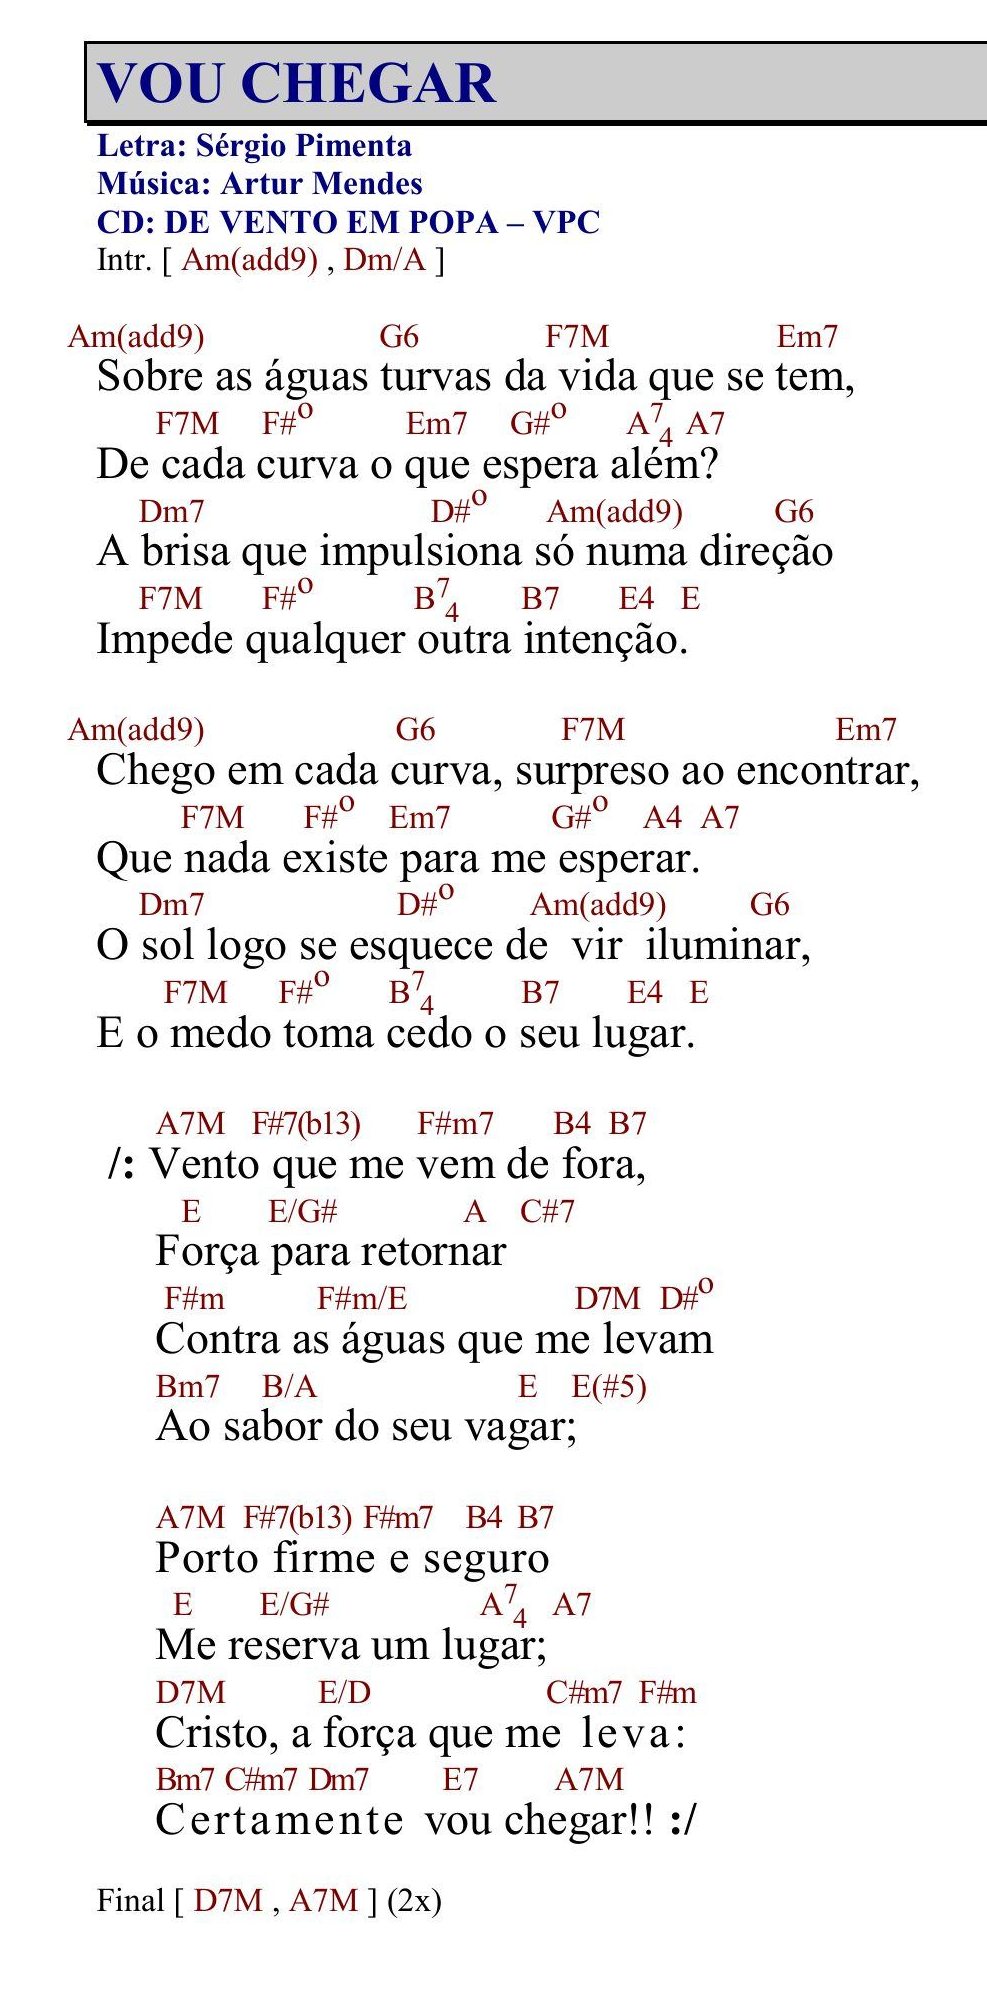 VOU CHEGAR
Letra: Sérgio Pimenta
Música: Artur Mendes
CD: DE VENTO EM POPA – VPC
Intr. [ Am(add9) , Dm/A ]
Am(add9) G6 F7M Em7
Sobre as águas turvas da vida que se tem,
F7M F#º Em7 G#º A7 4 A7
De cada curva o que espera além?
Dm7 D#º Am(add9) G6
A brisa que impulsiona só numa direção
F7M F#º B7 4 B7 E4 E
Impede qualquer outra intenção.
Am(add9) G6 F7M Em7
Chego em cada curva, surpreso ao encontrar,
F7M F#º Em7 G#º A4 A7
Que nada existe para me esperar.
Dm7 D#º Am(add9) G6
O sol logo se esquece de vir iluminar,
F7M F#º B7 4 B7 E4 E
E o medo toma cedo o seu lugar.
A7M F#7(b13) F#m7 B4 B7
/: Vento que me vem de fora,
E E/G# A C#7
Força para retornar
F#m F#m/E D7M D#º
Contra as águas que me levam
Bm7 B/A E E(#5)
Ao sabor do seu vagar;
A7M F#7(b13) F#m7 B4 B7
Porto firme e seguro
E E/G# A7 4 A7
Me reserva um lugar;
D7M E/D C#m7 F#m
Cristo, a força que me leva:
Bm7 C#m7 Dm7 E7 A7M
Certamente vou chegar!! :/
Final [ D7M , A7M ] (2x)